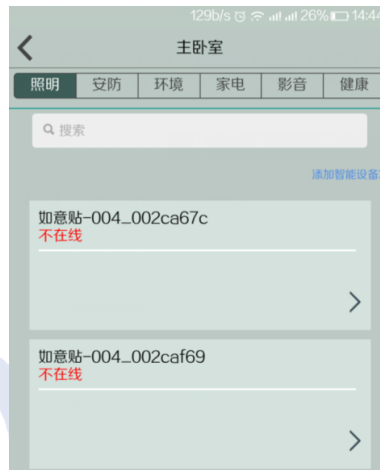 129b/s 26% 14:44
主卧室
照明 安防 环境 家电 影音 健康
搜索
添加智能设备
如意贴-004_002ca67c
不在线
如意贴-004_002caf69
不在线